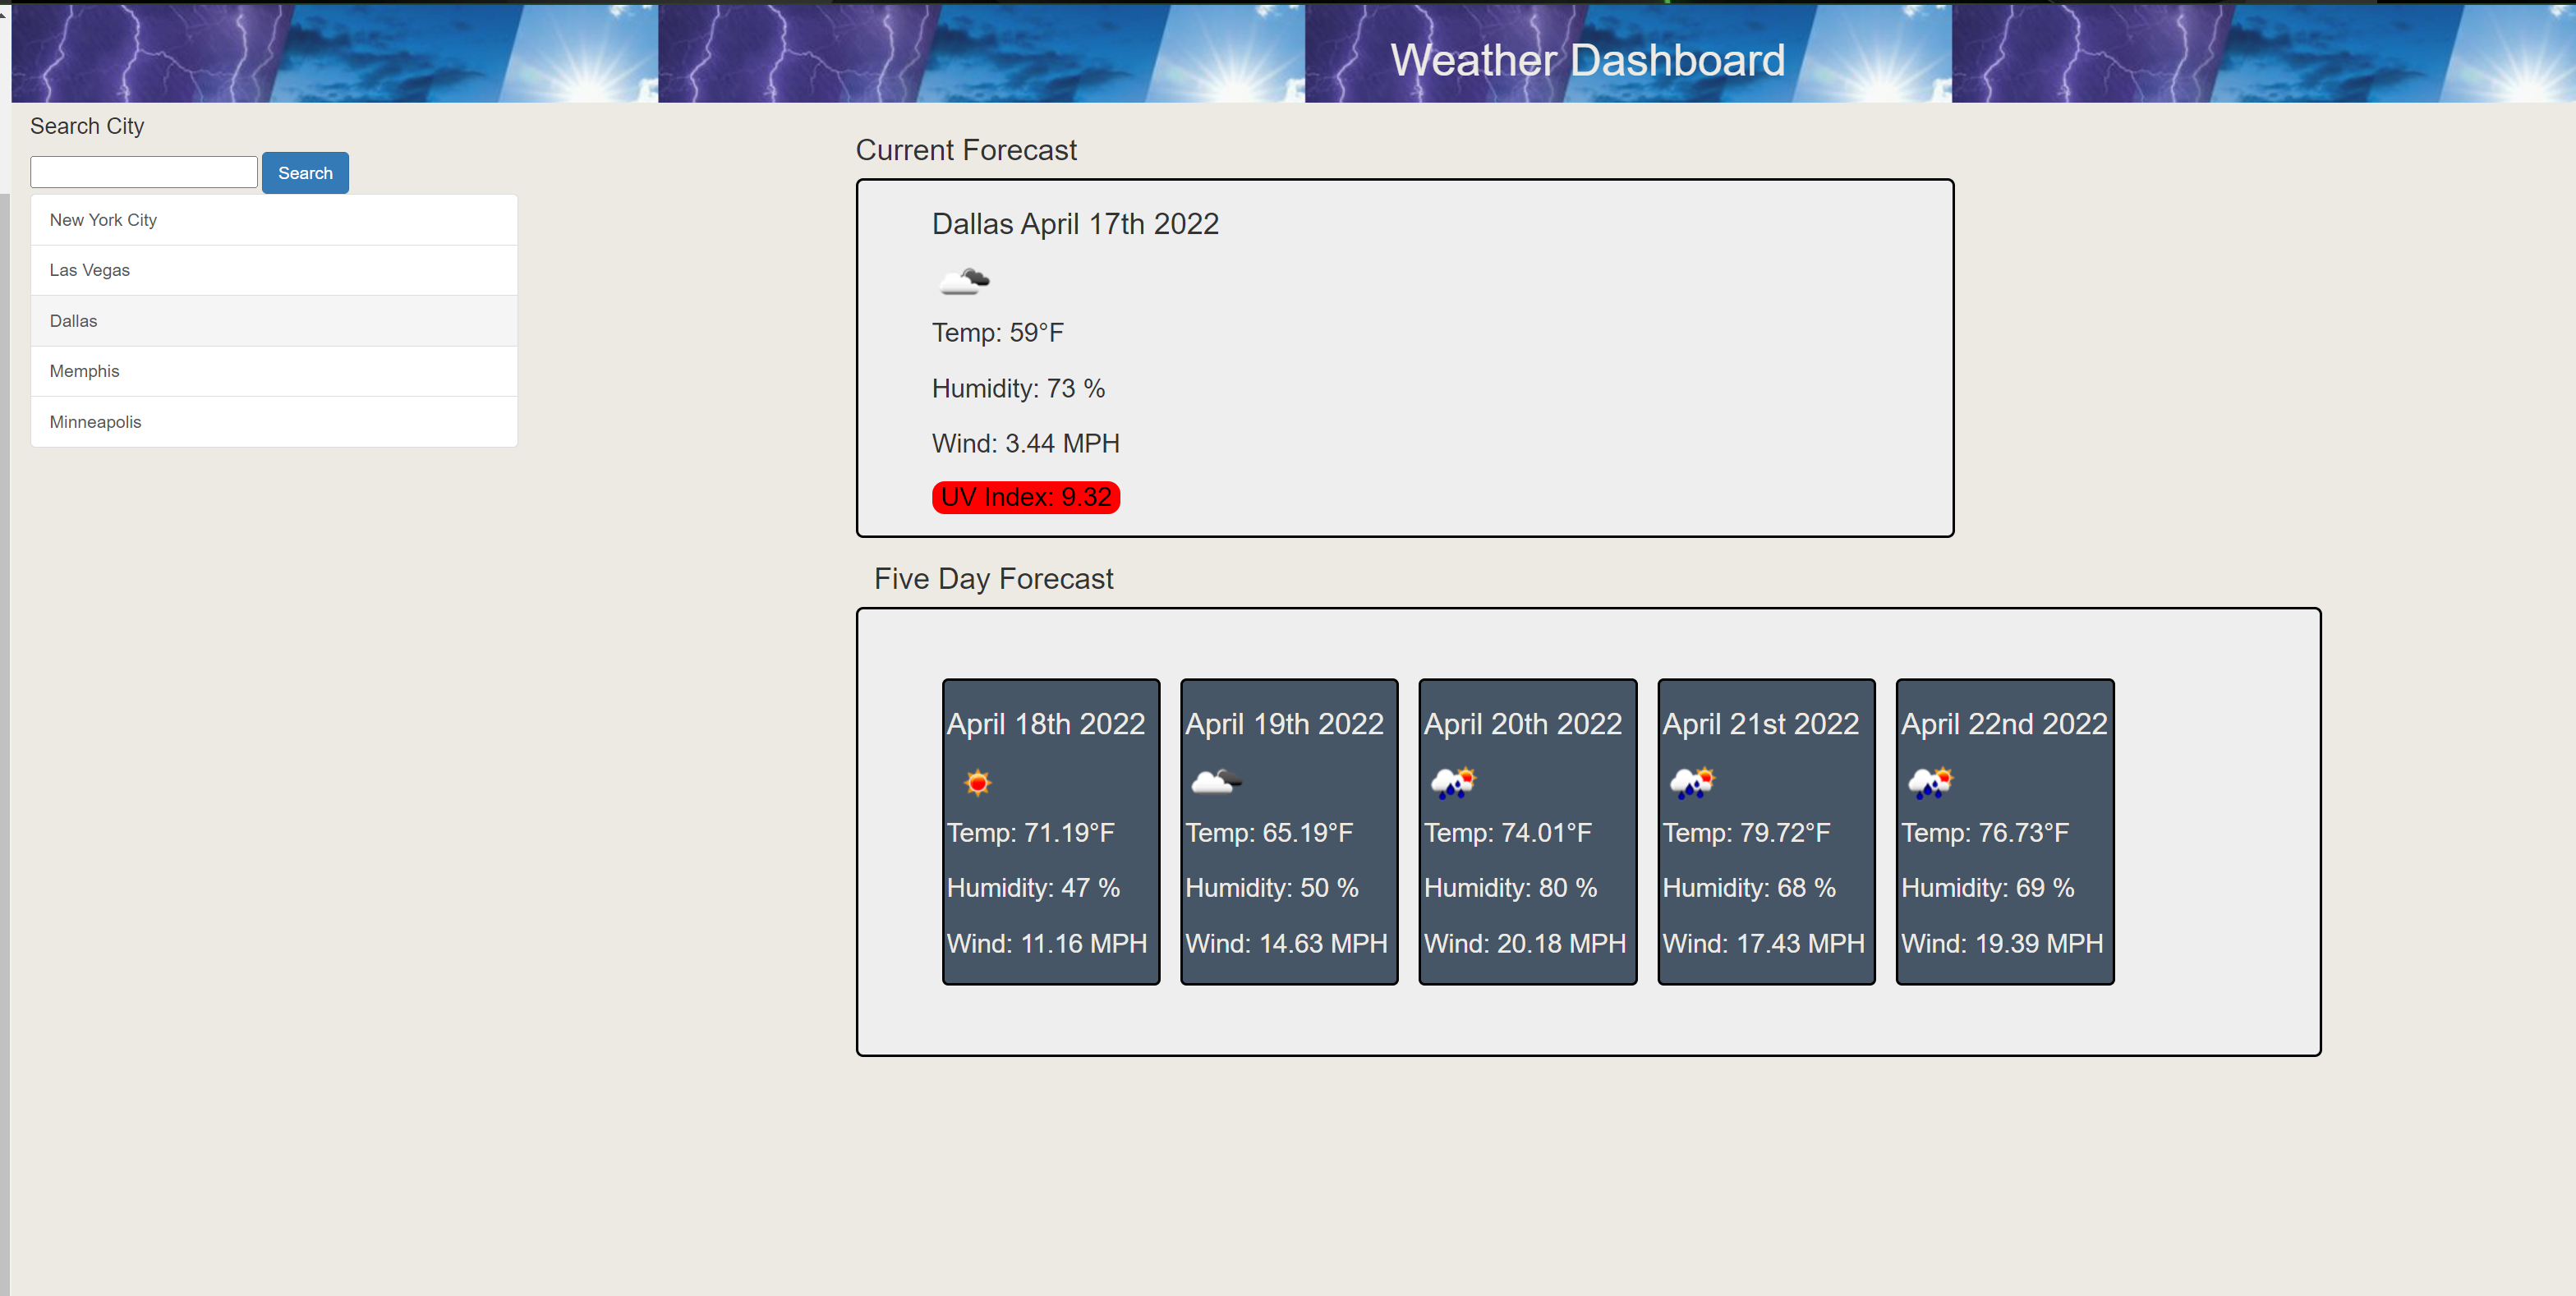 Weather Dashboard
Search City
Search
New York City
Las Vegas
Dallas
Memphis
Minneapolis
Current Forecast
Dallas April 17th 2022
Temp: 59°F
Humidity: 73 %
Wind: 3.44 MPH
UV Index: 9.32
Five Day Forecast
April 18th 2022
Temp: 71.19°F
Humidity: 47 %
Wind: 11.16 MPH
April 19th 2022
Temp: 65.19°F
Humidity: 50 %
Wind: 14.63 MPH
April 20th 2022
Temp: 74.01°F
Humidity: 80 %
Wind: 20.18 MPH
April 21st 2022
Temp: 79.72°F
Humidity: 68 %
Wind: 17.43 MPH
April 22nd 2022
Temp: 76.73°F
Humidity: 69 %
Wind: 19.39 MPH